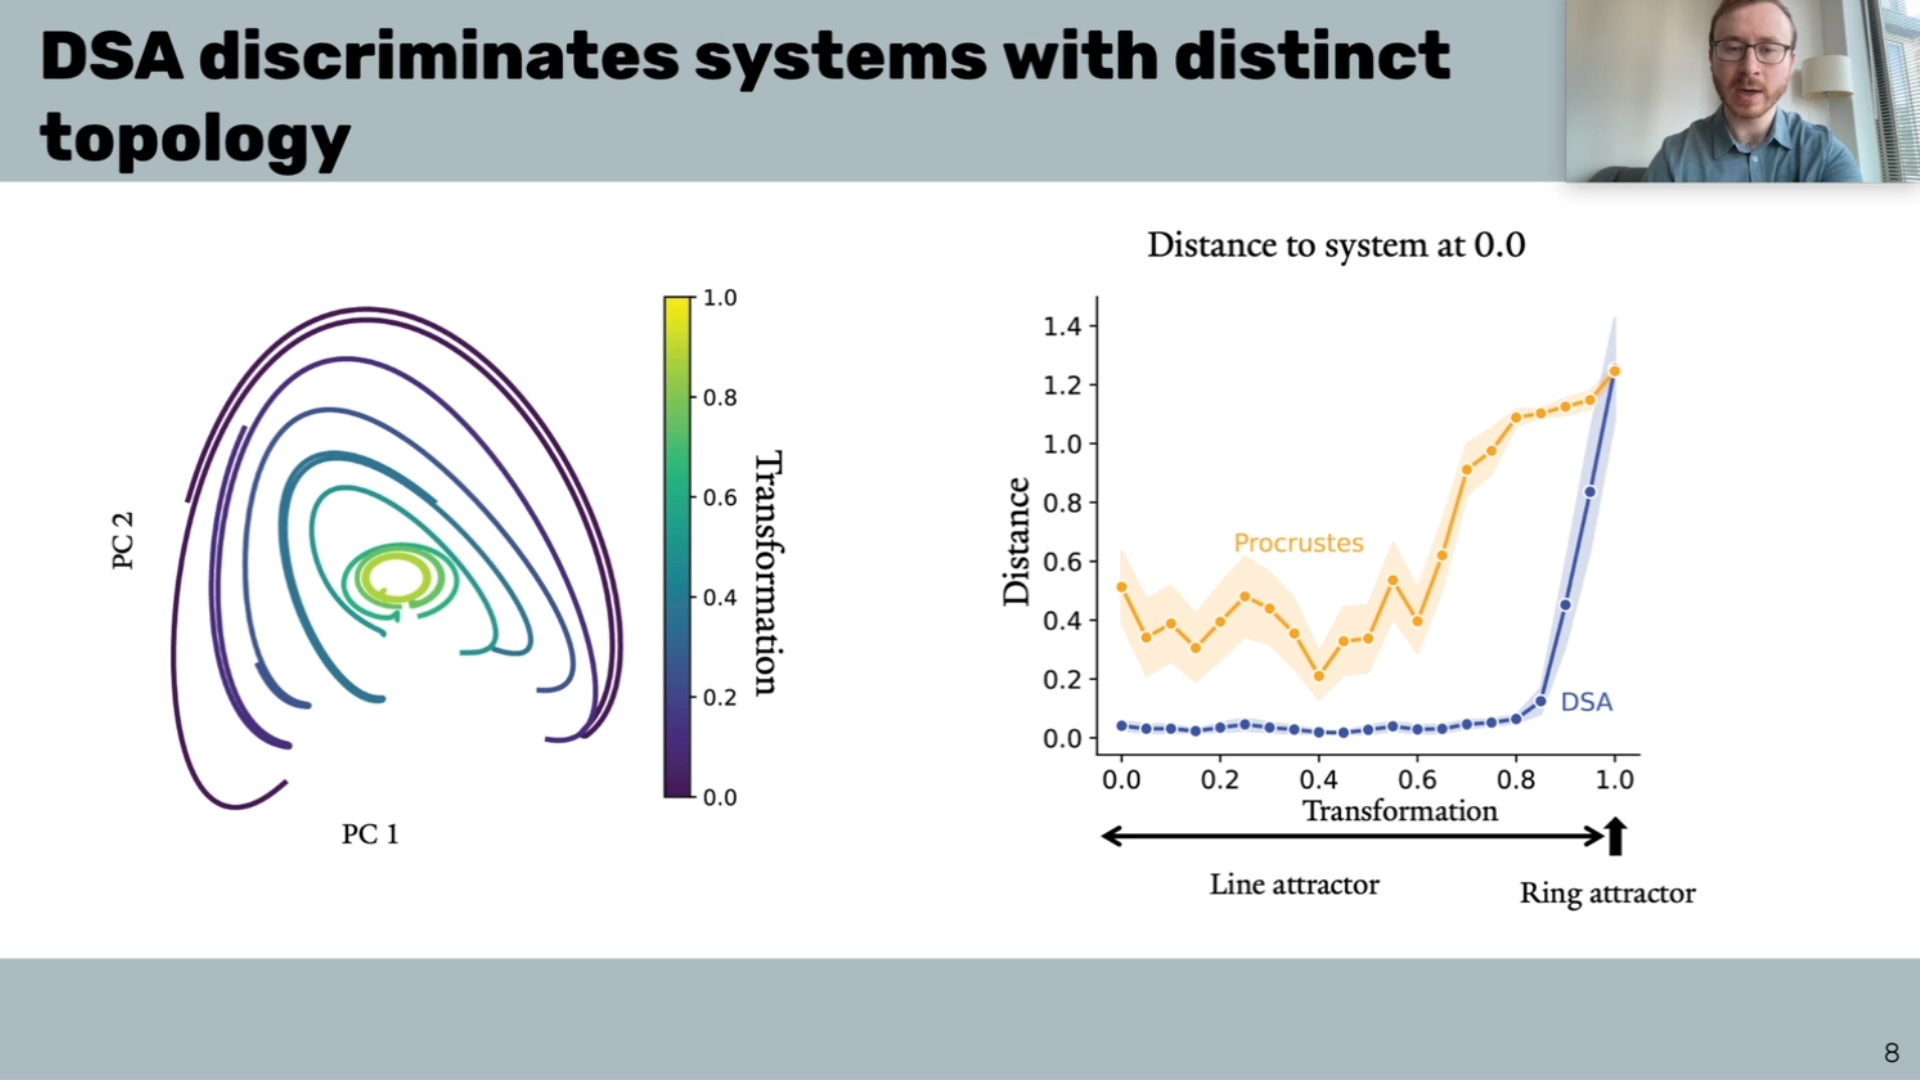 DSA discriminates systems with distinct
topology
PC 2
PC 1
1.0
0.8
0.6
0.4
0.2
0.0
Transformation
Distance to system at 0.0
Distance
1.4
1.2
1.0
0.8
0.6
0.4
0.2
0.0
Procrustes
DSA
0.0 0.2 0.4 0.6 0.8 1.0
Transformation
Line attractor
Ring attractor
8